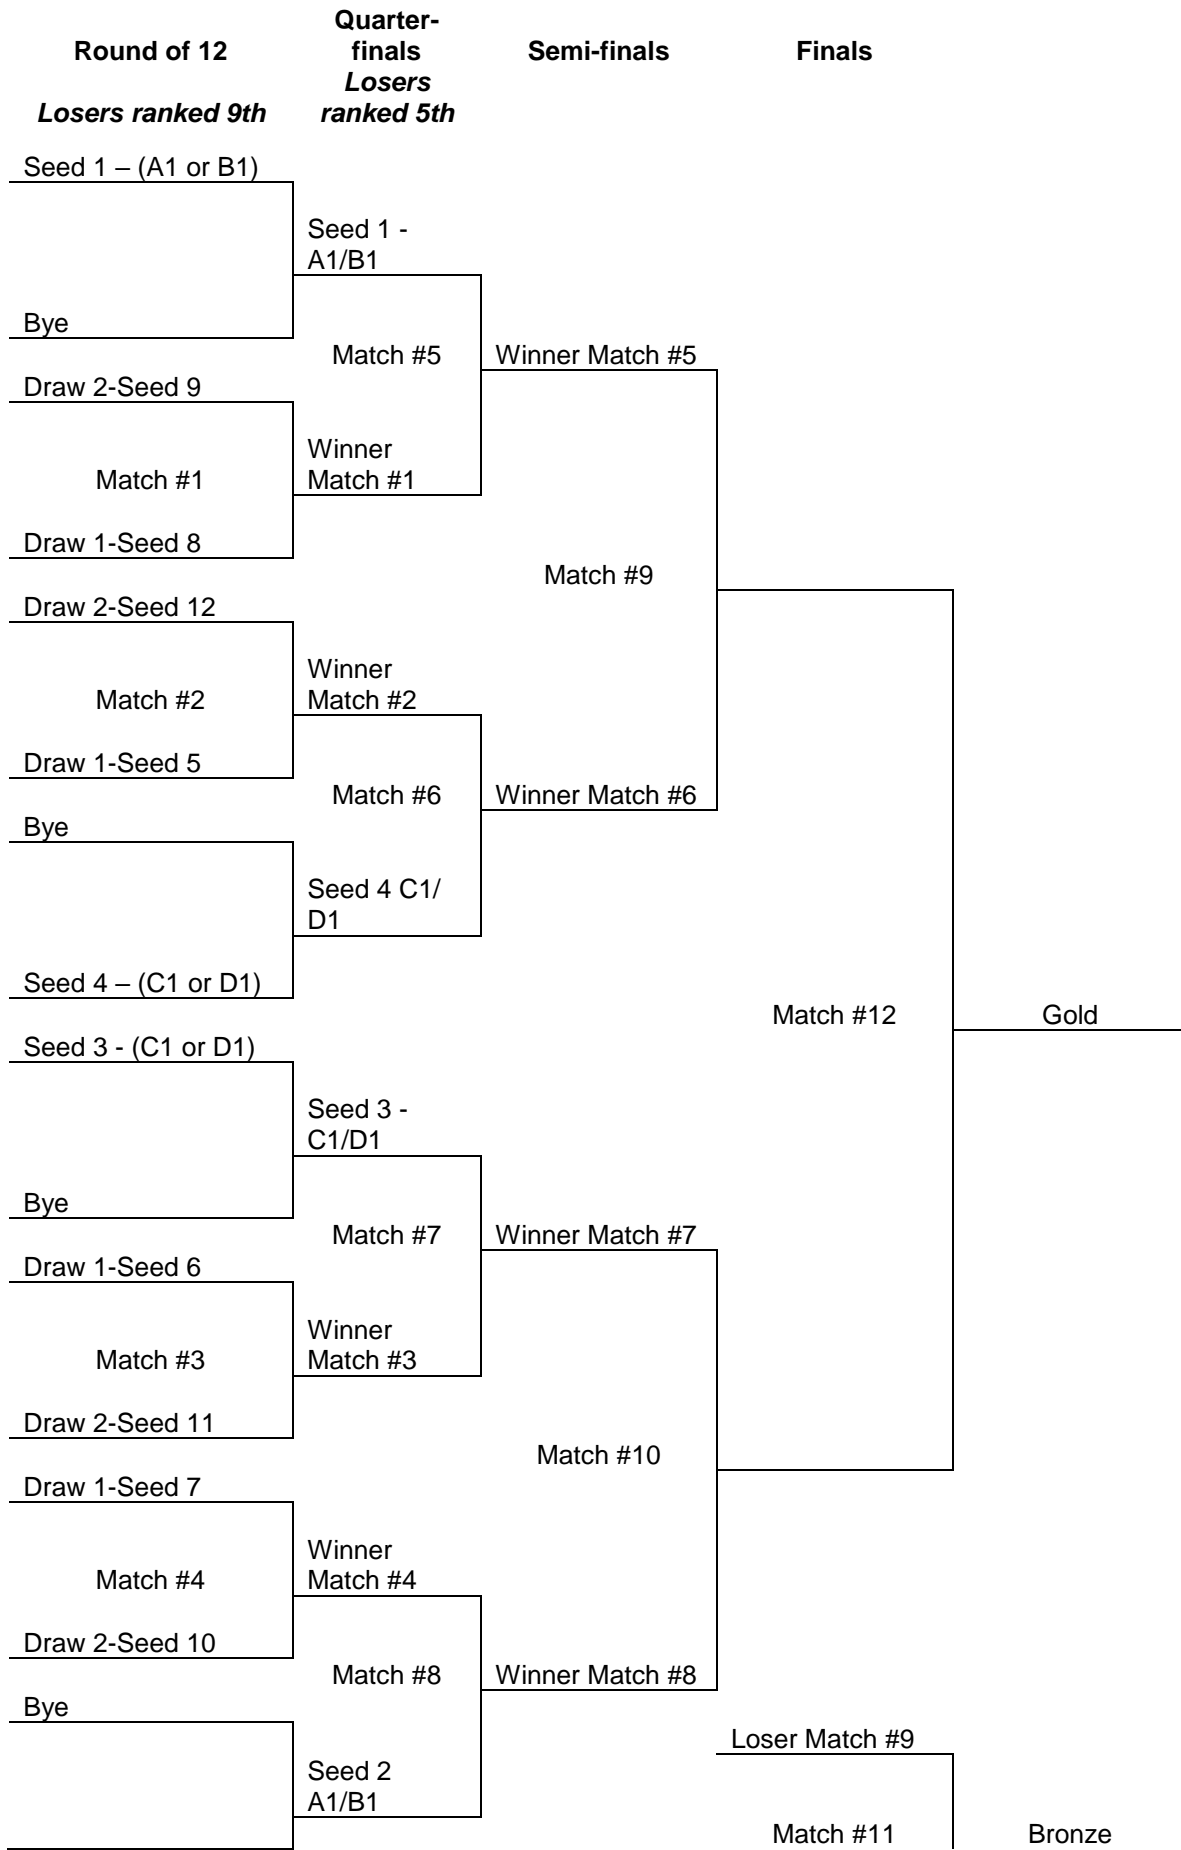 Round of 12
Losers ranked 9th
Quarter-
finals
Losers
ranked 5th
Semi-finals
Finals
Seed 1 – (A1 or B1)
Seed 1 -
A1/B1
Bye
Match #5
Winner Match #5
Draw 2-Seed 9
Winner
Match #1
Match #1
Draw 1-Seed 8
Match #9
Draw 2-Seed 12
Winner
Match #2
Match #2
Draw 1-Seed 5
Match #6
Winner Match #6
Bye
Seed 4 C1/
D1
Seed 4 – (C1 or D1)
Match #12
Gold
Seed 3 - (C1 or D1)
Seed 3 -
C1/D1
Bye
Match #7
Winner Match #7
Draw 1-Seed 6
Winner
Match #3
Match #3
Draw 2-Seed 11
Match #10
Draw 1-Seed 7
Winner
Match #4
Match #4
Draw 2-Seed 10
Match #8
Winner Match #8
Bye
Loser Match #9
Seed 2
A1/B1
Match #11
Bronze